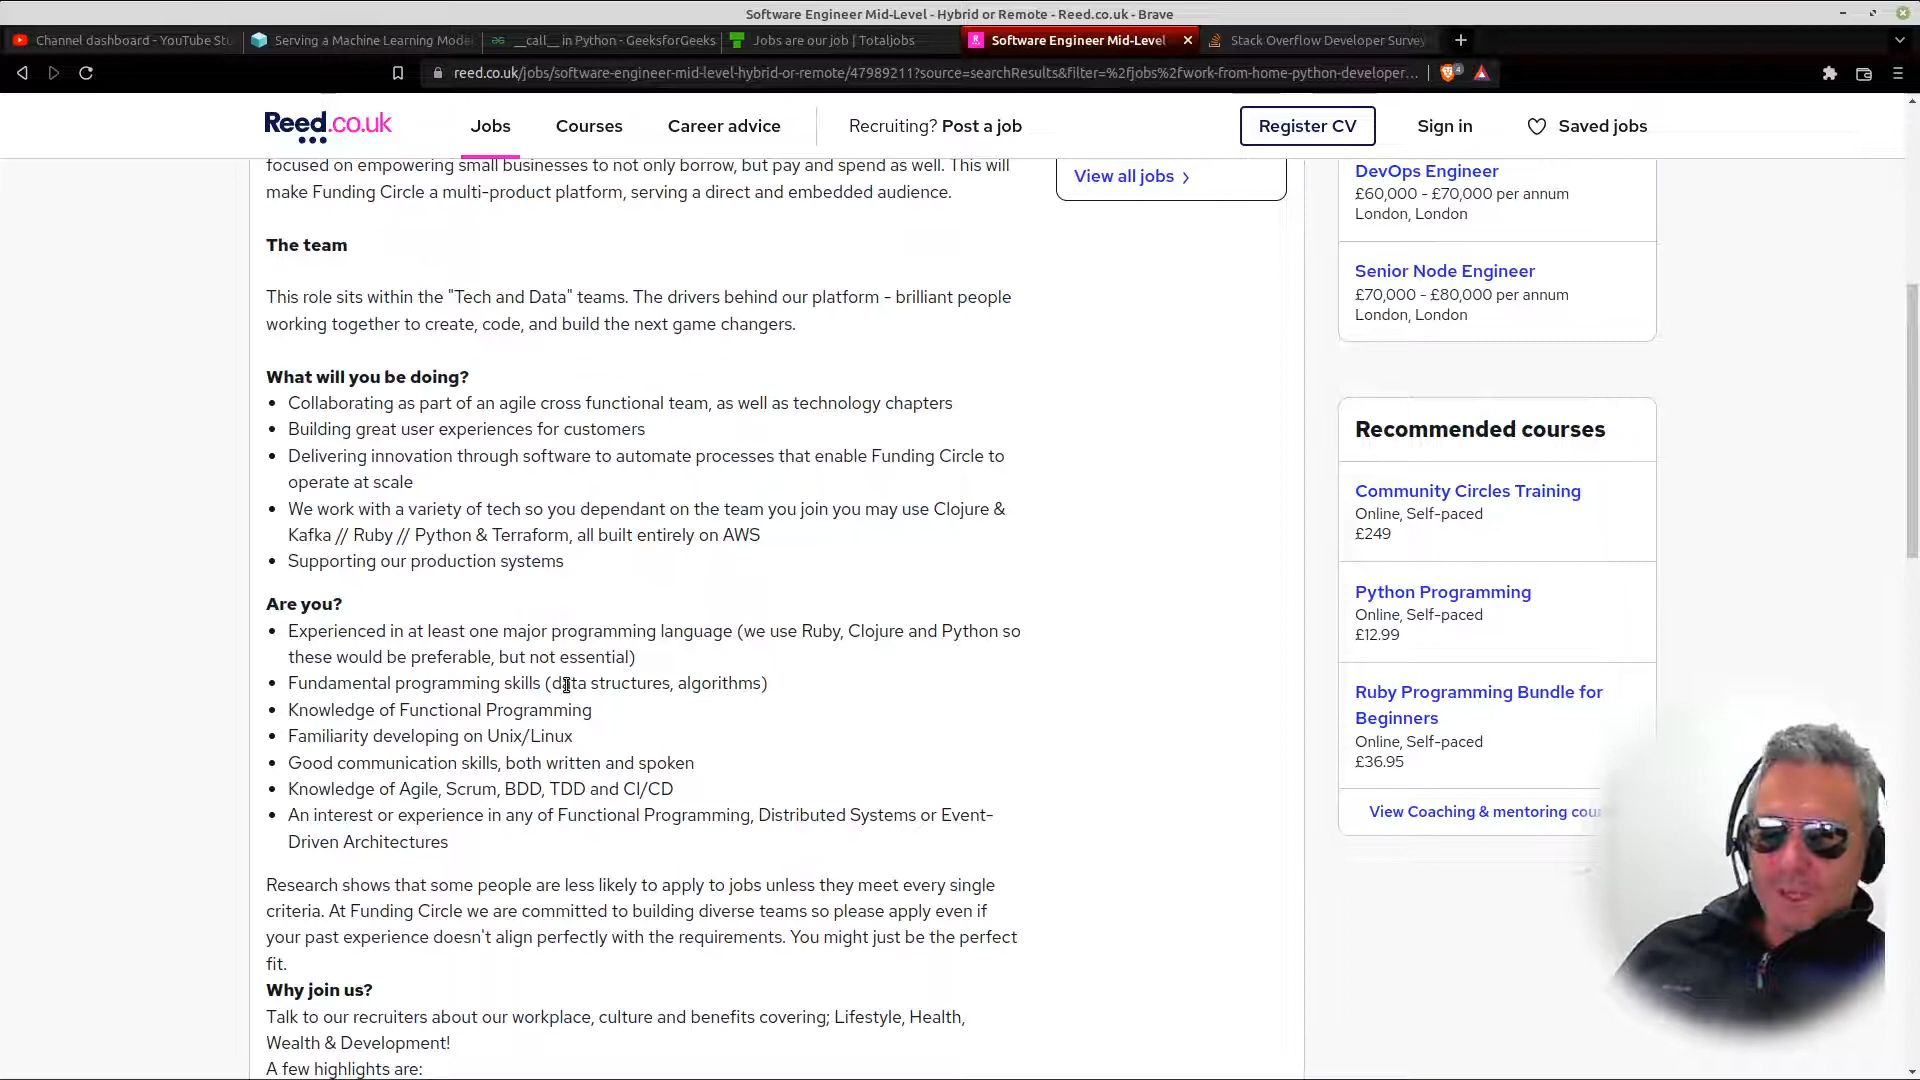 Software Engineer Mid-Level - Hybrid or Remote - Reed.co.uk - Brave
Channel dashboard - YouTube Stu
Serving a Machine Learning Mode
__call__ in Python - GeeksforGeeks
Jobs are our job | Totaljobs
Software Engineer Mid-Level
Stack Overflow Developer Survey
reed.co.uk/jobs/software-engineer-mid-level-hybrid-or-remote/47989211?source=searchResults&filter=%2fjobs%2fwork-from-home-python-developer...
4
Reed.co.uk
Jobs
Courses
Career advice
Recruiting? Post a job
Register CV
Sign in
Saved jobs
focused on empowering small businesses to not only borrow, but pay and spend as well. This will
make Funding Circle a multi-product platform, serving a direct and embedded audience.
The team
This role sits within the "Tech and Data" teams. The drivers behind our platform - brilliant people
working together to create, code, and build the next game changers.
What will you be doing?
• Collaborating as part of an agile cross functional team, as well as technology chapters
• Building great user experiences for customers
• Delivering innovation through software to automate processes that enable Funding Circle to
operate at scale
• We work with a variety of tech so you dependant on the team you join you may use Clojure &
Kafka // Ruby // Python & Terraform, all built entirely on AWS
• Supporting our production systems
Are you?
• Experienced in at least one major programming language (we use Ruby, Clojure and Python so
these would be preferable, but not essential)
• Fundamental programming skills (data structures, algorithms)
• Knowledge of Functional Programming
• Familiarity developing on Unix/Linux
• Good communication skills, both written and spoken
• Knowledge of Agile, Scrum, BDD, TDD and CI/CD
• An interest or experience in any of Functional Programming, Distributed Systems or Event-
Driven Architectures
Research shows that some people are less likely to apply to jobs unless they meet every single
criteria. At Funding Circle we are committed to building diverse teams so please apply even if
your past experience doesn't align perfectly with the requirements. You might just be the perfect
fit.
Why join us?
Talk to our recruiters about our workplace, culture and benefits covering; Lifestyle, Health,
Wealth & Development!
A few highlights are:
View all jobs
DevOps Engineer
£60,000 - £70,000 per annum
London, London
Senior Node Engineer
£70,000 - £80,000 per annum
London, London
Recommended courses
Community Circles Training
Online, Self-paced
£249
Python Programming
Online, Self-paced
£12.99
Ruby Programming Bundle for
Beginners
Online, Self-paced
£36.95
View Coaching & mentoring cou